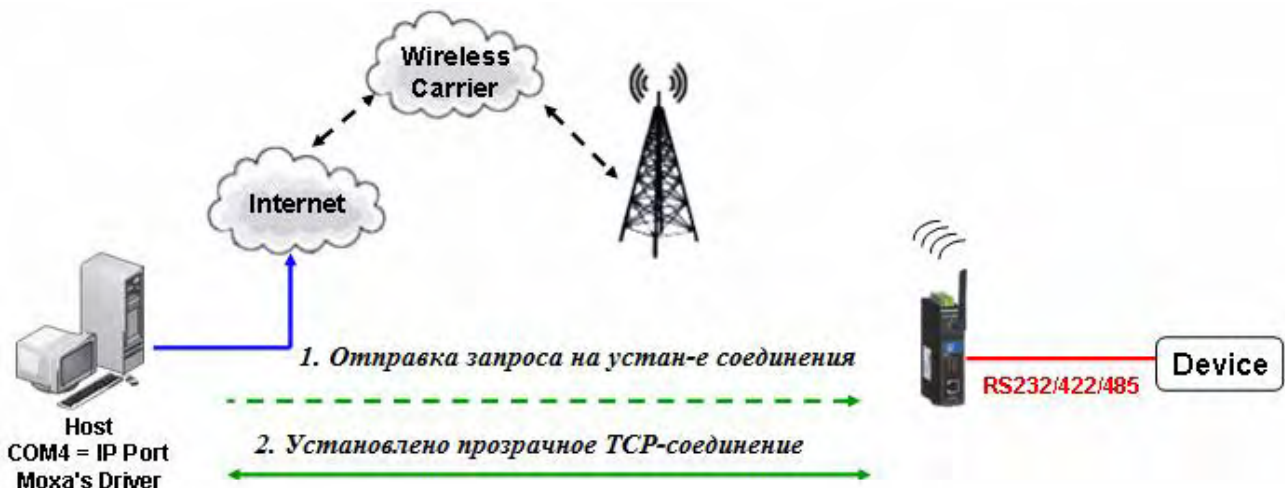 Wireless
Carrier
Internet
1. Отправка запроса на устан-е соединения
RS232/422/485
Device
Host
COM4 = IP Port
Moxa's Driver
2. Установлено прозрачное TCP-соединение